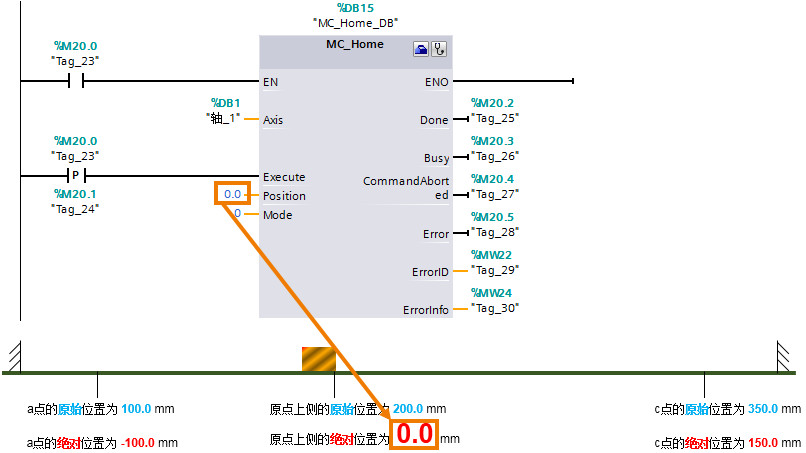 %DB15
"MC_Home_DB"
MC_Home
%M20.0
"Tag_23"
EN
ENO
%DB1
"轴_1"
Axis
%M20.2
Done
"Tag_25"
%M20.3
Busy
"Tag_26"
%M20.0
"Tag_23"
P
%M20.1
"Tag_24"
Execute
0.0
Position
0
Mode
CommandAbort
ed
%M20.4
"Tag_27"
%M20.5
Error
"Tag_28"
%MW22
ErrorID
"Tag_29"
%MW24
ErrorInfo
"Tag_30"
a点的原始位置为 100.0 mm
原点上侧的原始位置为 200.0 mm
c点的原始位置为 350.0 mm
a点的绝对位置为 -100.0 mm
原点上侧的绝对位置为 0.0 mm
c点的绝对位置为 150.0 mm